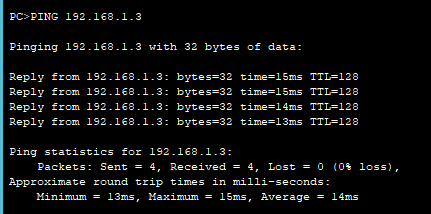 PC>PING 192.168.1.3
Pinging 192.168.1.3 with 32 bytes of data:
Reply from 192.168.1.3: bytes=32 time=15ms TTL=128
Reply from 192.168.1.3: bytes=32 time=15ms TTL=128
Reply from 192.168.1.3: bytes=32 time=14ms TTL=128
Reply from 192.168.1.3: bytes=32 time=13ms TTL=128
Ping statistics for 192.168.1.3:
Packets: Sent = 4, Received = 4, Lost = 0 (0% loss),
Approximate round trip times in milli-seconds:
Minimum = 13ms, Maximum = 15ms, Average = 14ms